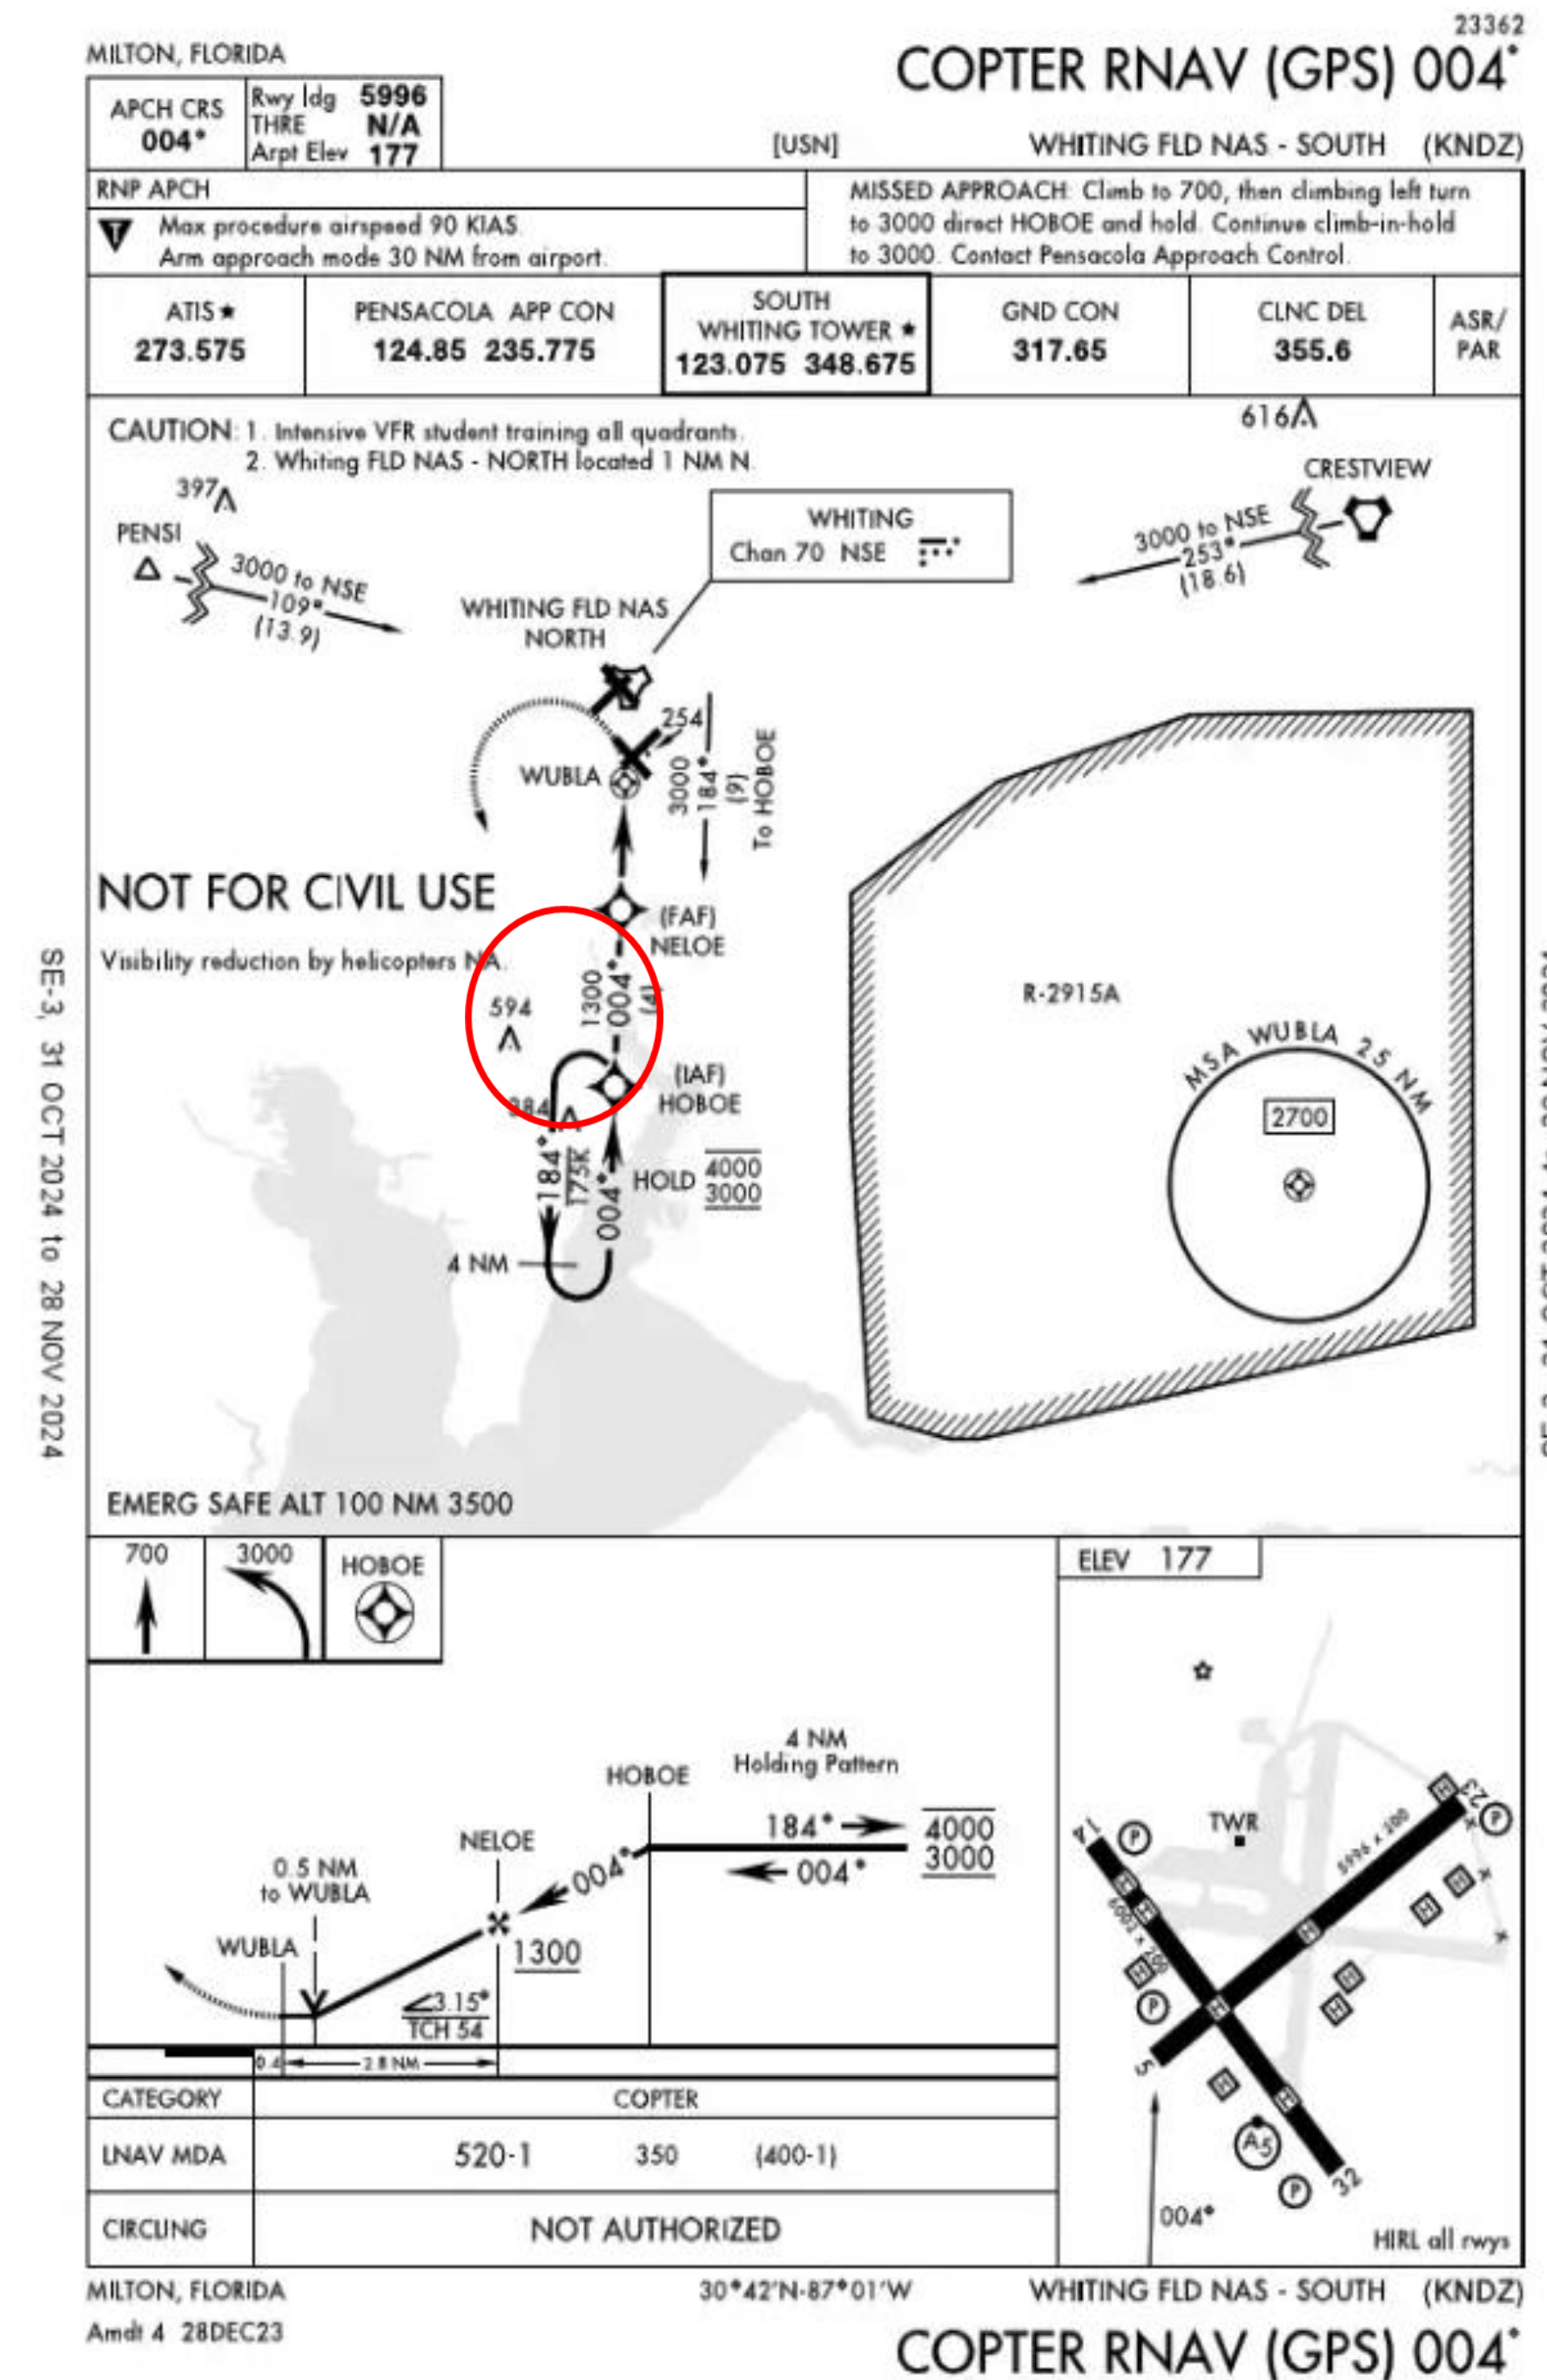 23362
MILTON, FLORIDA
COPTER RNAV (GPS) 004°
APCH CRS
004°
Rwy ldg 5996
THRE N/A
Arpt Elev 177
[USN]
WHITING FLD NAS - SOUTH (KNDZ)
RNP APCH
T
Max procedure airspeed 90 KIAS.
Arm approach mode 30 NM from airport.
MISSED APPROACH: Climb to 700, then climbing left turn
to 3000 direct HOBOE and hold. Continue climb-in-hold
to 3000. Contact Pensacola Approach Control.
ATIS★
273.575
PENSACOLA APP CON
124.85 235.775
SOUTH
WHITING TOWER ★
123.075 348.675
GND CON
317.65
CLNC DEL
355.6
ASR/
PAR
CAUTION: 1. Intensive VFR student training all quadrants.
2. Whiting FLD NAS - NORTH located 1 NM N.
616
397
PENSI
3000 to NSE
109°
(13.9)
WHITING
Chan 70 NSE
CRESTVIEW
3000 to NSE
253°
(18.6)
WHITING FLD NAS
NORTH
254
WUBLA
3000
184°
(9)
To HOBOE
NOT FOR CIVIL USE
(FAF)
NELOE
Visibility reduction by helicopters NA.
594
1300
004°
(4)
(IAF)
HOBOE
384
184°
175K
004°
HOLD 4000
3000
4 NM
R-2915A
MSA WUBLA 25 NM
2700
SE-3, 31 OCT 2024 to 28 NOV 2024
EMERG SAFE ALT 100 NM 3500
700
3000
HOBOE
ELEV 177
4 NM
Holding Pattern
HOBOE
184°
4000
004°
3000
NELOE
004°
0.5 NM
to WUBLA
WUBLA
1300
3.15°
TCH 54
0.4
2.8 NM
TWR
14
P
23
P
5996 x 200
H
H
H
H
H
H
H
H
H
H
H
H
P
5
A5
P
32
004°
HIRL all rwys
CATEGORY
COPTER
LNAV MDA
520-1 350 (400-1)
CIRCLING
NOT AUTHORIZED
MILTON, FLORIDA
30°42'N-87°01'W
WHITING FLD NAS - SOUTH (KNDZ)
Amdt 4 28DEC23
COPTER RNAV (GPS) 004°